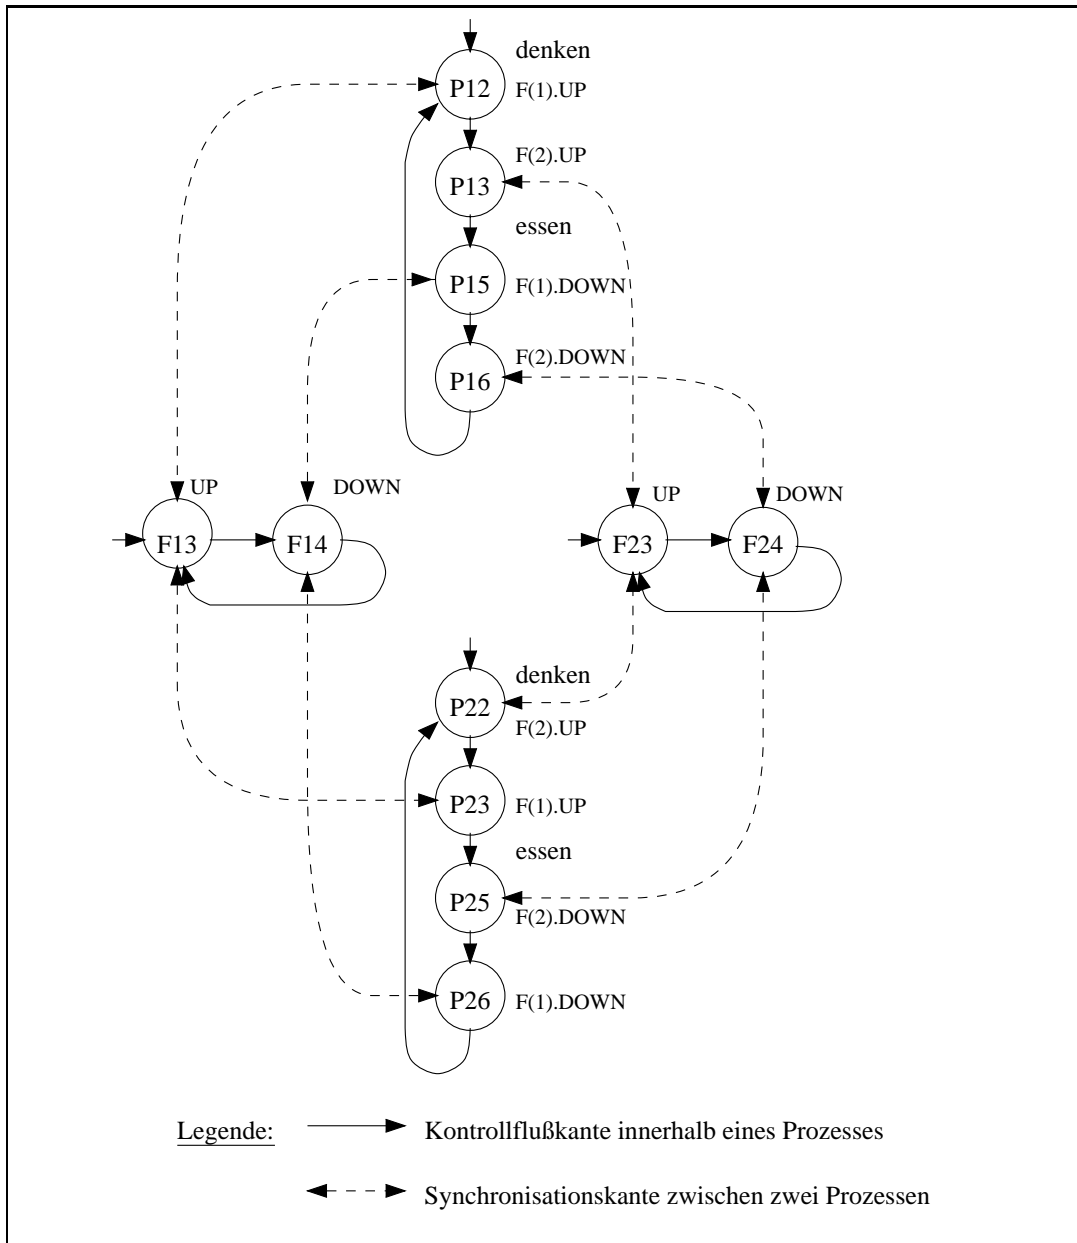 denken
P12
F(1).UP
F(2).UP
P13
essen
P15
F(1).DOWN
F(2).DOWN
P16
UP
DOWN
UP
DOWN
F13
F14
F23
F24
denken
P22
F(2).UP
P23
F(1).UP
essen
P25
F(2).DOWN
P26
F(1).DOWN
Legende:
Kontrollflußkante innerhalb eines Prozesses
Synchronisationskante zwischen zwei Prozessen